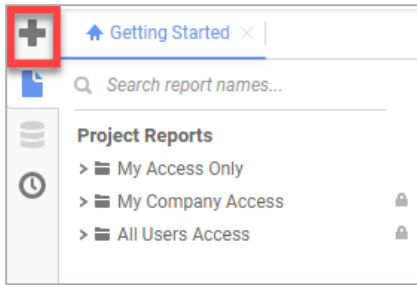 Getting Started
Search report names...
Project Reports
My Access Only
My Company Access
All Users Access